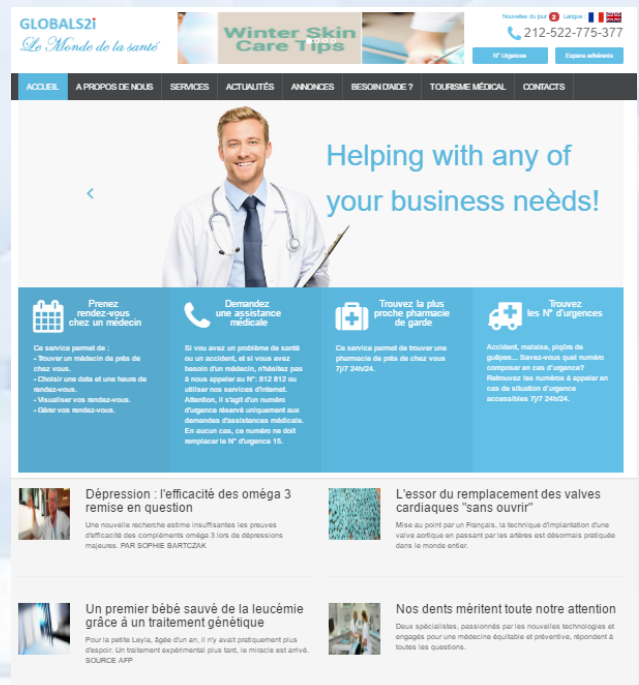 GLOBALS2i
Le Monde de la santé
Winter Skin
Care Tips
Nouvelles du jour 2 Langue :
212-522-775-377
N° Urgences
Espace adhérents
ACCUEIL A PROPOS DE NOUS SERVICES ACTUALITÉS ANNONCES BESOIN D'AIDE ? TOURISME MÉDICAL CONTACTS
Helping with any of
your business neèds!
Prenez
rendez-vous
chez un médecin
Ce service permet de :
- Trouver un médecin de près de
chez vous.
- Choisir une date et une heure de
rendez-vous.
- Visualiser vos rendez-vous.
- Gérer vos rendez-vous.
Demandez
une assistance
médicale
Si vou avez un problème de santé
ou un accident, et si vous avez
besoin d'un médecin, n'hésitez pas
à nous appeler au N°: 812 812 ou
utiliser nos services d'internet.
Attention, il s'agit d'un numéro
d'urgence réservé uniquement aux
demandes d'assistances médicale.
En aucun cas, ce numéro ne doit
remplacer le N° d'urgence 15.
Trouvez la plus
proche pharmacie
de garde
Ce service permet de trouver une
pharmacie de près de chez vous
7j/7 24h/24.
Trouvez
les N° d'urgences
Accident, malaise, piqûre de
guêpes... Savez-vous quel numéro
composer en cas d'urgence?
Retrouvez les numéros à appeler en
cas de situation d'urgence
accessibles 7j/7 24h/24.
Dépression : l'efficacité des oméga 3
remise en question
Une nouvelle recherche estime insuffisantes les preuves
d'efficacité des compléments oméga 3 lors de dépressions
majeures. PAR SOPHIE BARTCZAK
L'essor du remplacement des valves
cardiaques "sans ouvrir"
Mise au point par un Français, la technique d'implantation d'une
valve aortique en passant par les artères est désormais pratiquée
dans le monde entier.
Un premier bébé sauvé de la leucémie
grâce à un traitement génétique
Pour la petite Leyla, âgée d'un an, il n'y avait pratiquement plus
d'espoir. Un traitement expérimental plus tard, le miracle est arrivé.
SOURCE AFP
Nos dents méritent toute notre attention
Deux spécialistes, passionnés par les nouvelles technologies et
engagés pour une médecine équitable et préventive, répondent à
toutes les questions.